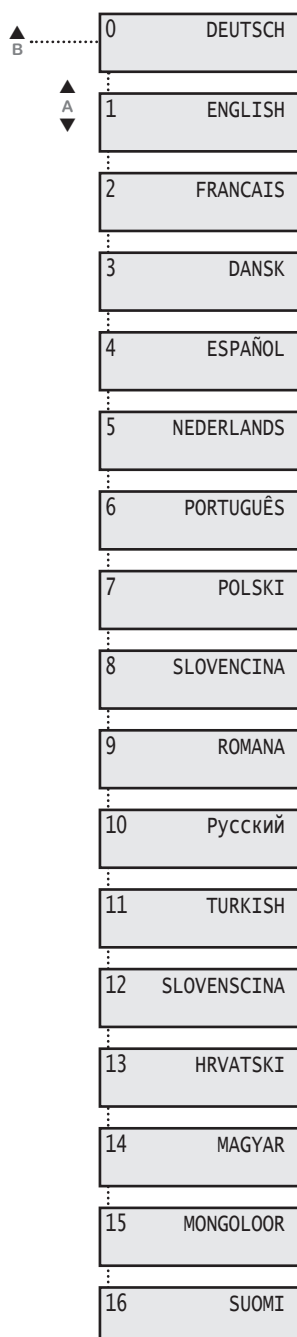 0 DEUTSCH
B
A
1 ENGLISH
2 FRANCAIS
3 DANSK
4 ESPAÑOL
5 NEDERLANDS
6 PORTUGUÊS
7 POLSKI
8 SLOVENCINA
9 ROMANA
10 Русский
11 TURKISH
12 SLOVENSCINA
13 HRVATSKI
14 MAGYAR
15 MONGOLOOR
16 SUOMI